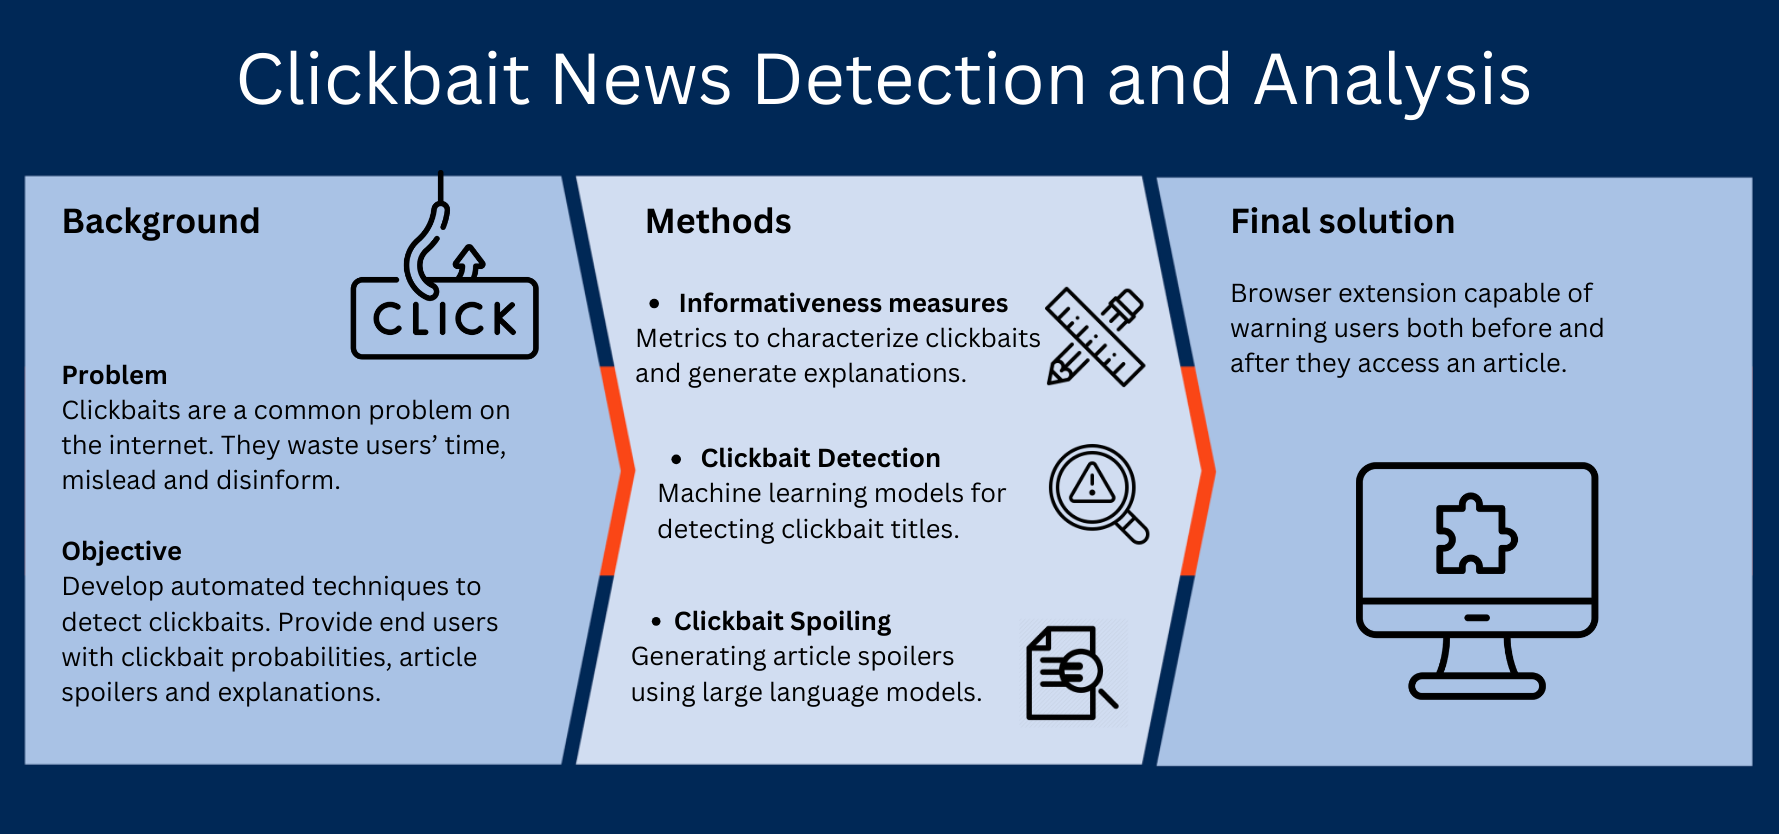 Clickbait News Detection and Analysis
Background
CLICK
Problem
Clickbaits are a common problem on
the internet. They waste users’ time,
mislead and disinform.
Objective
Develop automated techniques to
detect clickbaits. Provide end users
with clickbait probabilities, article
spoilers and explanations.
Methods
• Informativeness measures
Metrics to characterize clickbaits
and generate explanations.
• Clickbait Detection
Machine learning models for
detecting clickbait titles.
• Clickbait Spoiling
Generating article spoilers
using large language models.
Final solution
Browser extension capable of
warning users both before and
after they access an article.